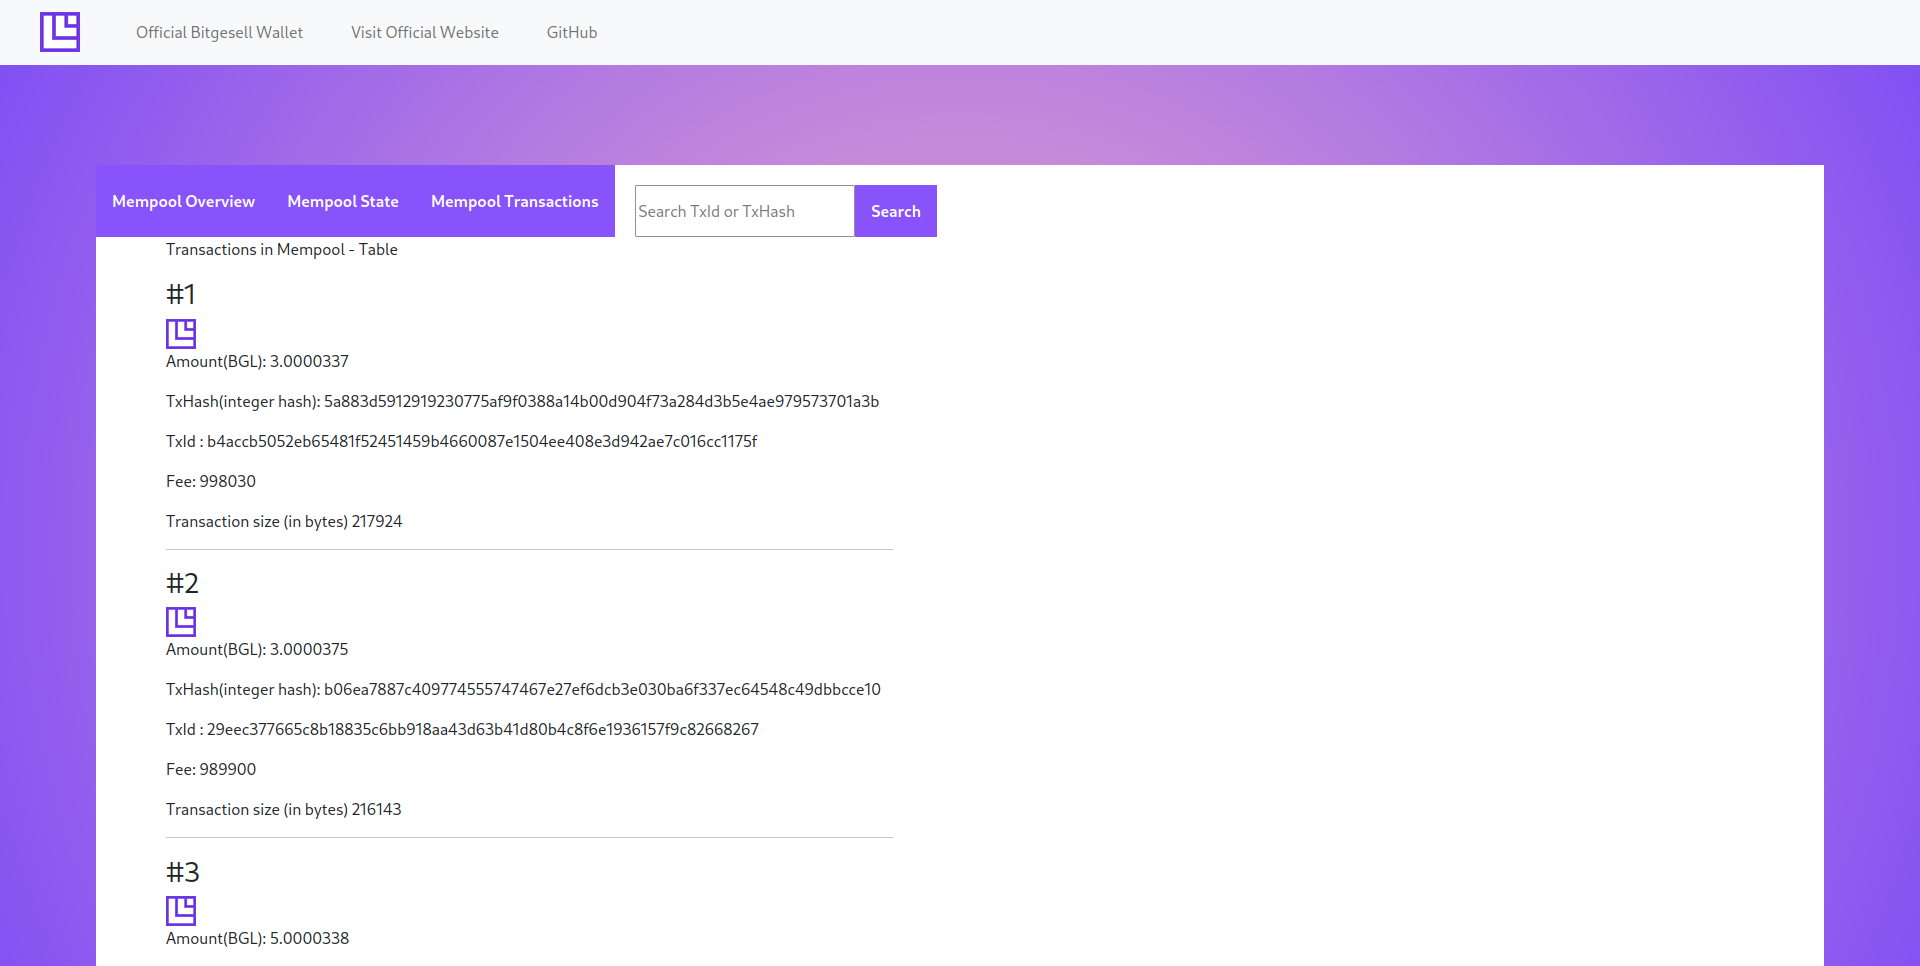 Official Bitgesell Wallet Visit Official Website GitHub
Mempool Overview Mempool State Mempool Transactions Search TxId or TxHash Search
Transactions in Mempool - Table
#1
Amount(BGL): 3.0000337
TxHash(integer hash): 5a883d5912919230775af9f0388a14b00d904f73a284d3b5e4ae979573701a3b
TxId : b4accb5052eb65481f52451459b4660087e1504ee408e3d942ae7c016cc1175f
Fee: 998030
Transaction size (in bytes) 217924
#2
Amount(BGL): 3.0000375
TxHash(integer hash): b06ea7887c409774555747467e27ef6dcb3e030ba6f337ec64548c49dbbcce10
TxId : 29eec377665c8b18835c6bb918aa43d63b41d80b4c8f6e1936157f9c82668267
Fee: 989900
Transaction size (in bytes) 216143
#3
Amount(BGL): 5.0000338